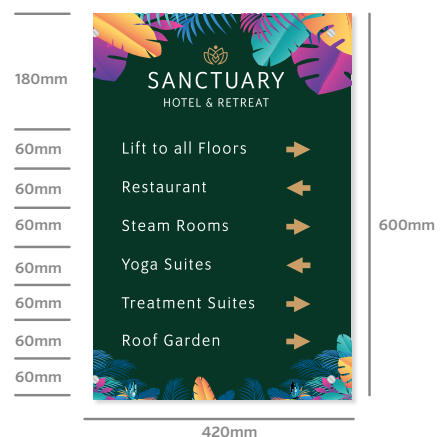 180mm
SANCTUARY
HOTEL & RETREAT
60mm Lift to all Floors
60mm Restaurant
60mm Steam Rooms 600mm
60mm Yoga Suites
60mm Treatment Suites
60mm Roof Garden
60mm
420mm